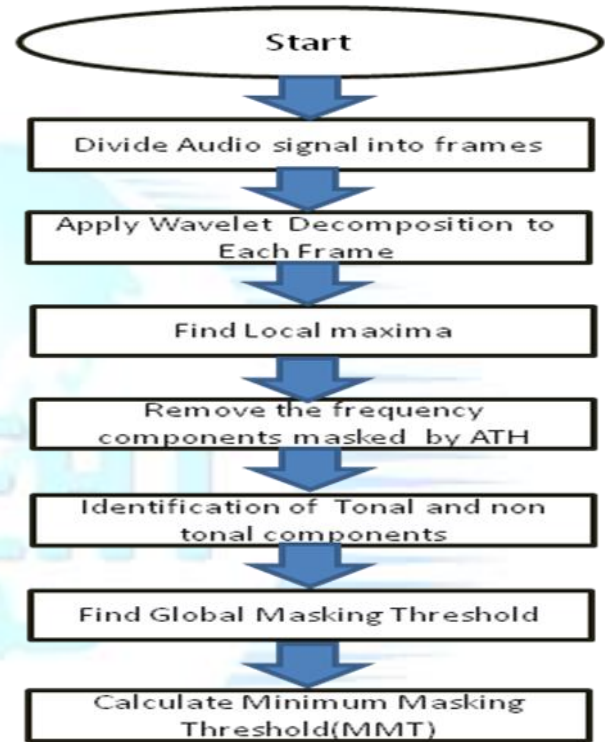 Start
Divide Audio signal into frames
Apply Wavelet Decomposition to
Each Frame
Find Local maxima
Remove the frequency
components masked by ATH
Identification of Tonal and non
tonal components
Find Global Masking Threshold
Calculate Minimum Masking
Threshold(MMT)